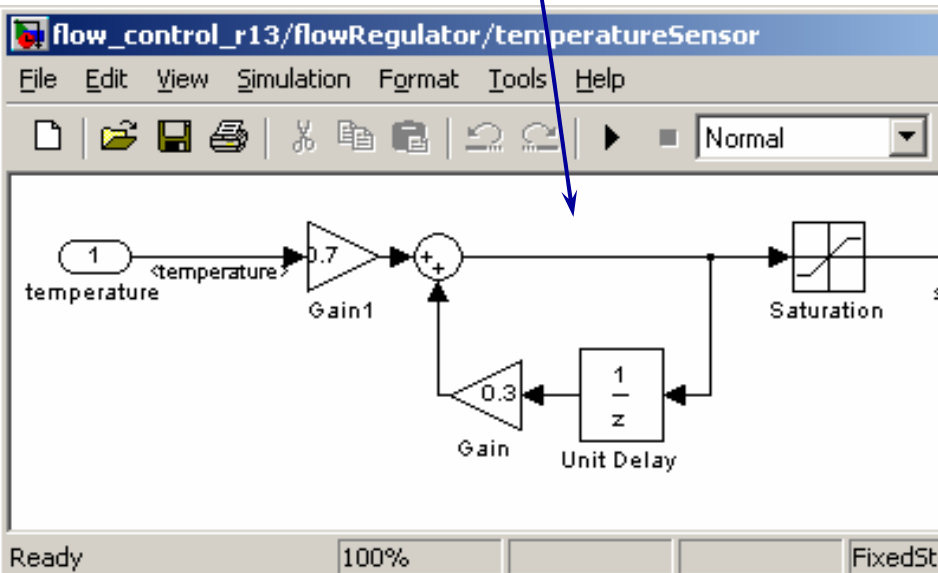 flow_control_r13/flowRegulator/temperatureSensor
File Edit View Simulation Format Tools Help
Normal
1
temperature
<temperature>
0.7
Gain1
+
+
Saturation
0.3
Gain
1
z
Unit Delay
Ready 100% FixedSt